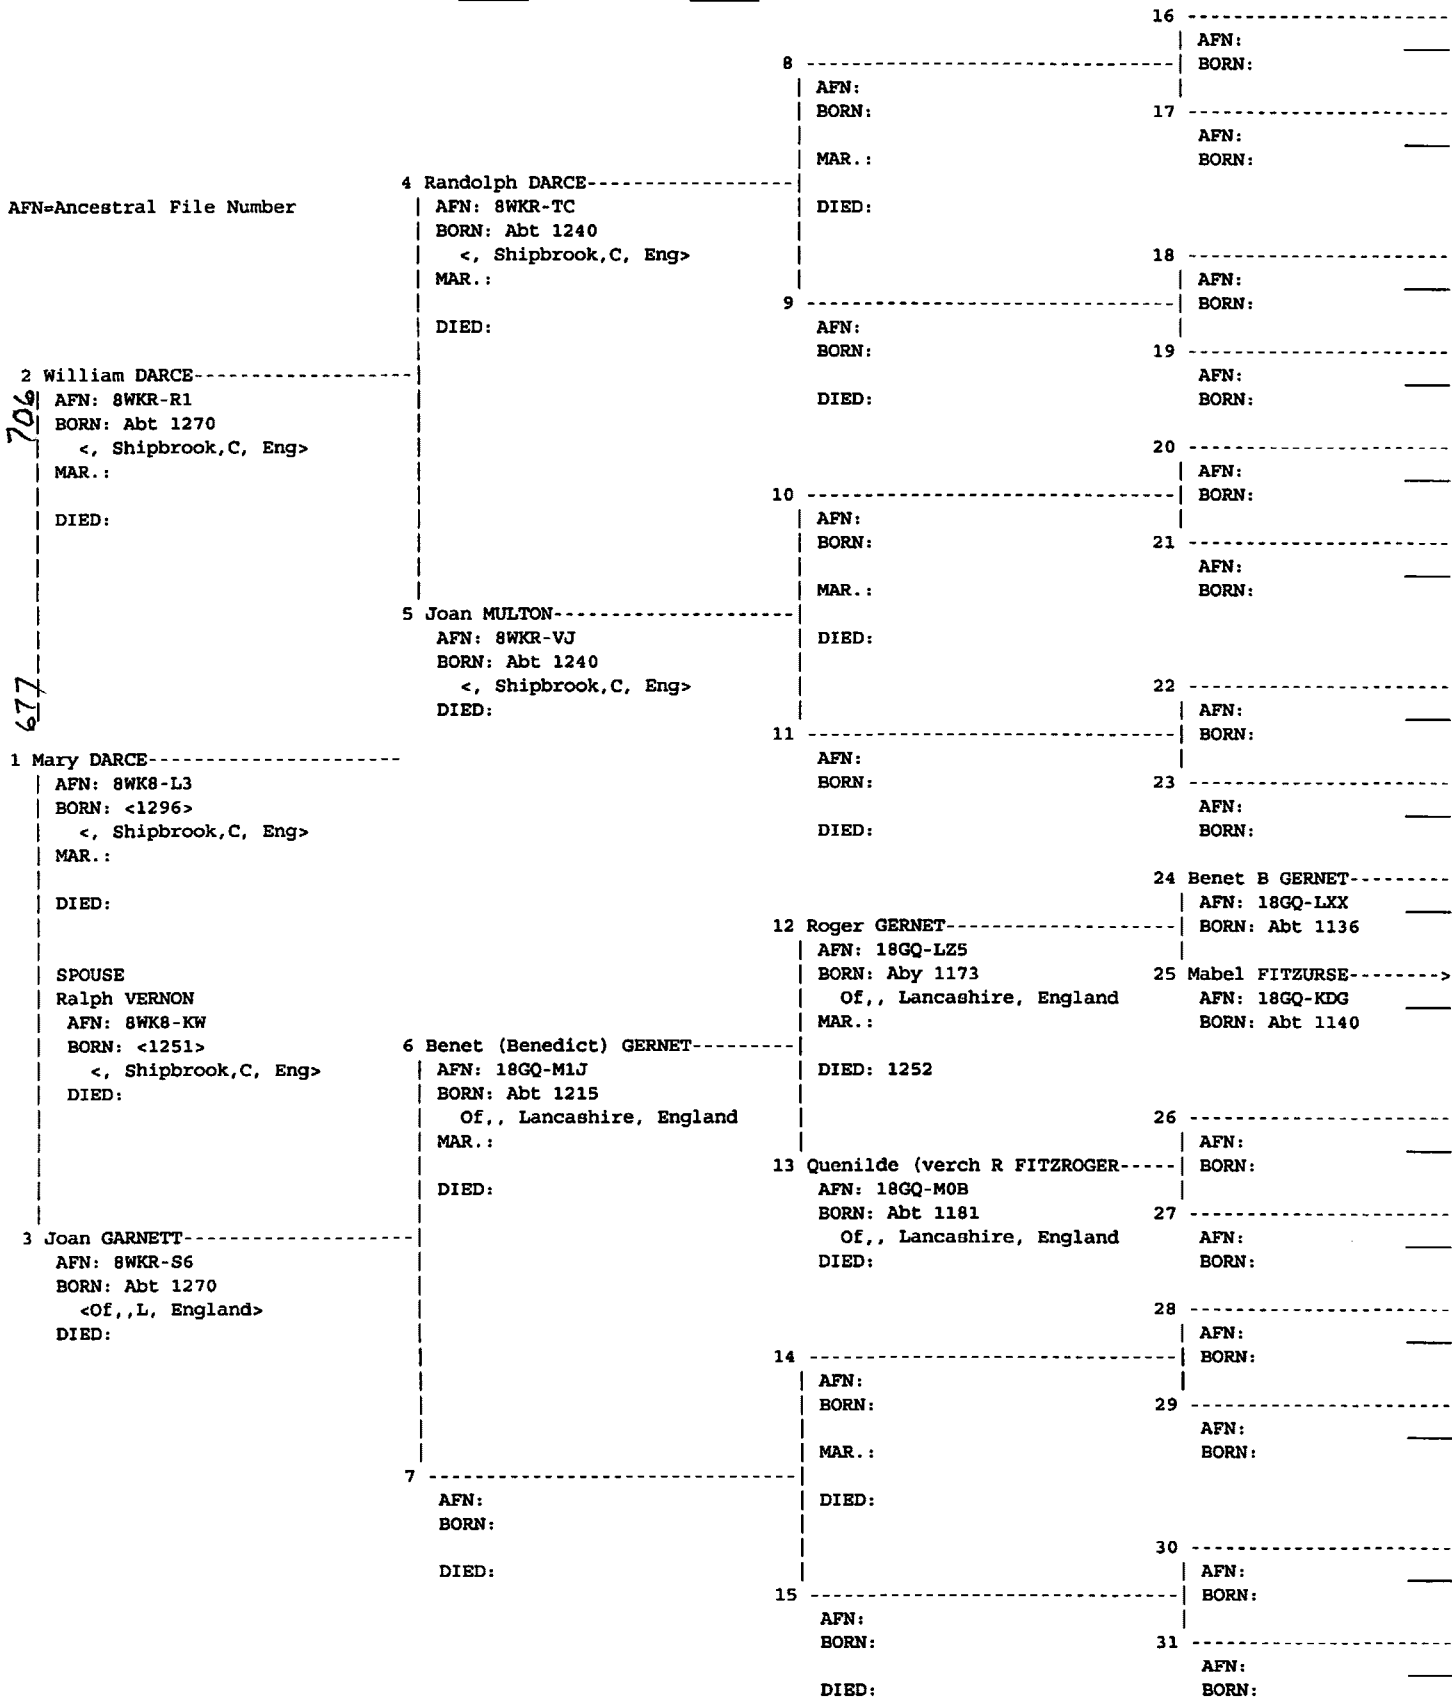 AFN=Ancestral File Number
706
677
1 Mary DARCE---------------------
AFN: 8WK8-L3
BORN: <1296>
<, Shipbrook,C, Eng>
MAR.:
DIED:
SPOUSE
Ralph VERNON
AFN: 8WK8-KW
BORN: <1251>
<, Shipbrook,C, Eng>
DIED:
2 William DARCE------------------
AFN: 8WKR-R1
BORN: Abt 1270
<, Shipbrook,C, Eng>
MAR.:
DIED:
3 Joan GARNETT-------------------
AFN: 8WKR-S6
BORN: Abt 1270
<Of,,L, England>
DIED:
4 Randolph DARCE-----------------
AFN: 8WKR-TC
BORN: Abt 1240
<, Shipbrook,C, Eng>
MAR.:
DIED:
5 Joan MULTON--------------------
AFN: 8WKR-VJ
BORN: Abt 1240
<, Shipbrook,C, Eng>
DIED:
6 Benet (Benedict) GERNET---------
AFN: 18GQ-M1J
BORN: Abt 1215
Of,, Lancashire, England
MAR.:
DIED:
7 -------------------------------
AFN:
BORN:
DIED:
8 -------------------------------
AFN:
BORN:
MAR.:
DIED:
9 -------------------------------
AFN:
BORN:
DIED:
10 -------------------------------
AFN:
BORN:
MAR.:
DIED:
11 -------------------------------
AFN:
BORN:
DIED:
12 Roger GERNET-------------------
AFN: 18GQ-LZ5
BORN: Aby 1173
Of,, Lancashire, England
MAR.:
DIED: 1252
13 Quenilde (verch R FITZROGER-----
AFN: 18GQ-M0B
BORN: Abt 1181
Of,, Lancashire, England
DIED:
14 -------------------------------
AFN:
BORN:
MAR.:
DIED:
15 -------------------------------
AFN:
BORN:
DIED:
16 ----------------------
AFN:
BORN:
17 ----------------------
AFN:
BORN:
18 ----------------------
AFN:
BORN:
19 ----------------------
AFN:
BORN:
20 ----------------------
AFN:
BORN:
21 ----------------------
AFN:
BORN:
22 ----------------------
AFN:
BORN:
23 ----------------------
AFN:
BORN:
24 Benet B GERNET---------
AFN: 18GQ-LXX
BORN: Abt 1136
25 Mabel FITZURSE-------->
AFN: 18GQ-KDG
BORN: Abt 1140
26 ----------------------
AFN:
BORN:
27 ----------------------
AFN:
BORN:
28 ----------------------
AFN:
BORN:
29 ----------------------
AFN:
BORN:
30 ----------------------
AFN:
BORN:
31 ----------------------
AFN:
BORN: